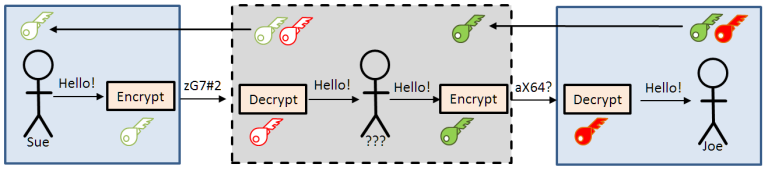 Hello!
Encrypt
zG7#2
Decrypt
Hello!
Hello!
Encrypt
aX64?
Decrypt
Hello!
Sue
???
Joe